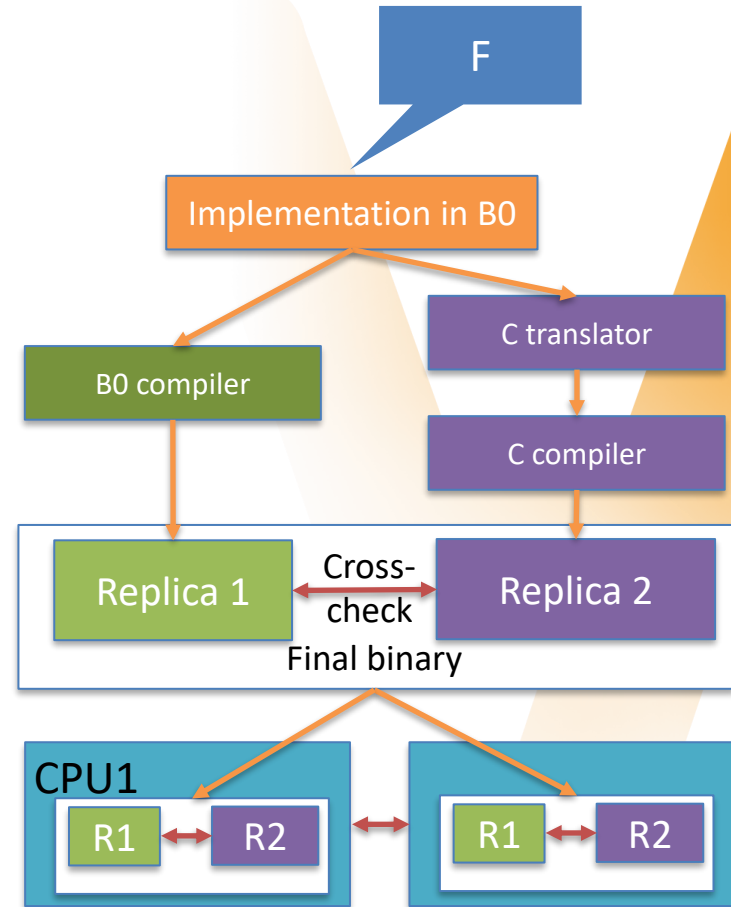 F
Implementation in B0
C translator
B0 compiler
C compiler
Replica 1
Cross-
check
Replica 2
Final binary
CPU1
R1
R2
R1
R2